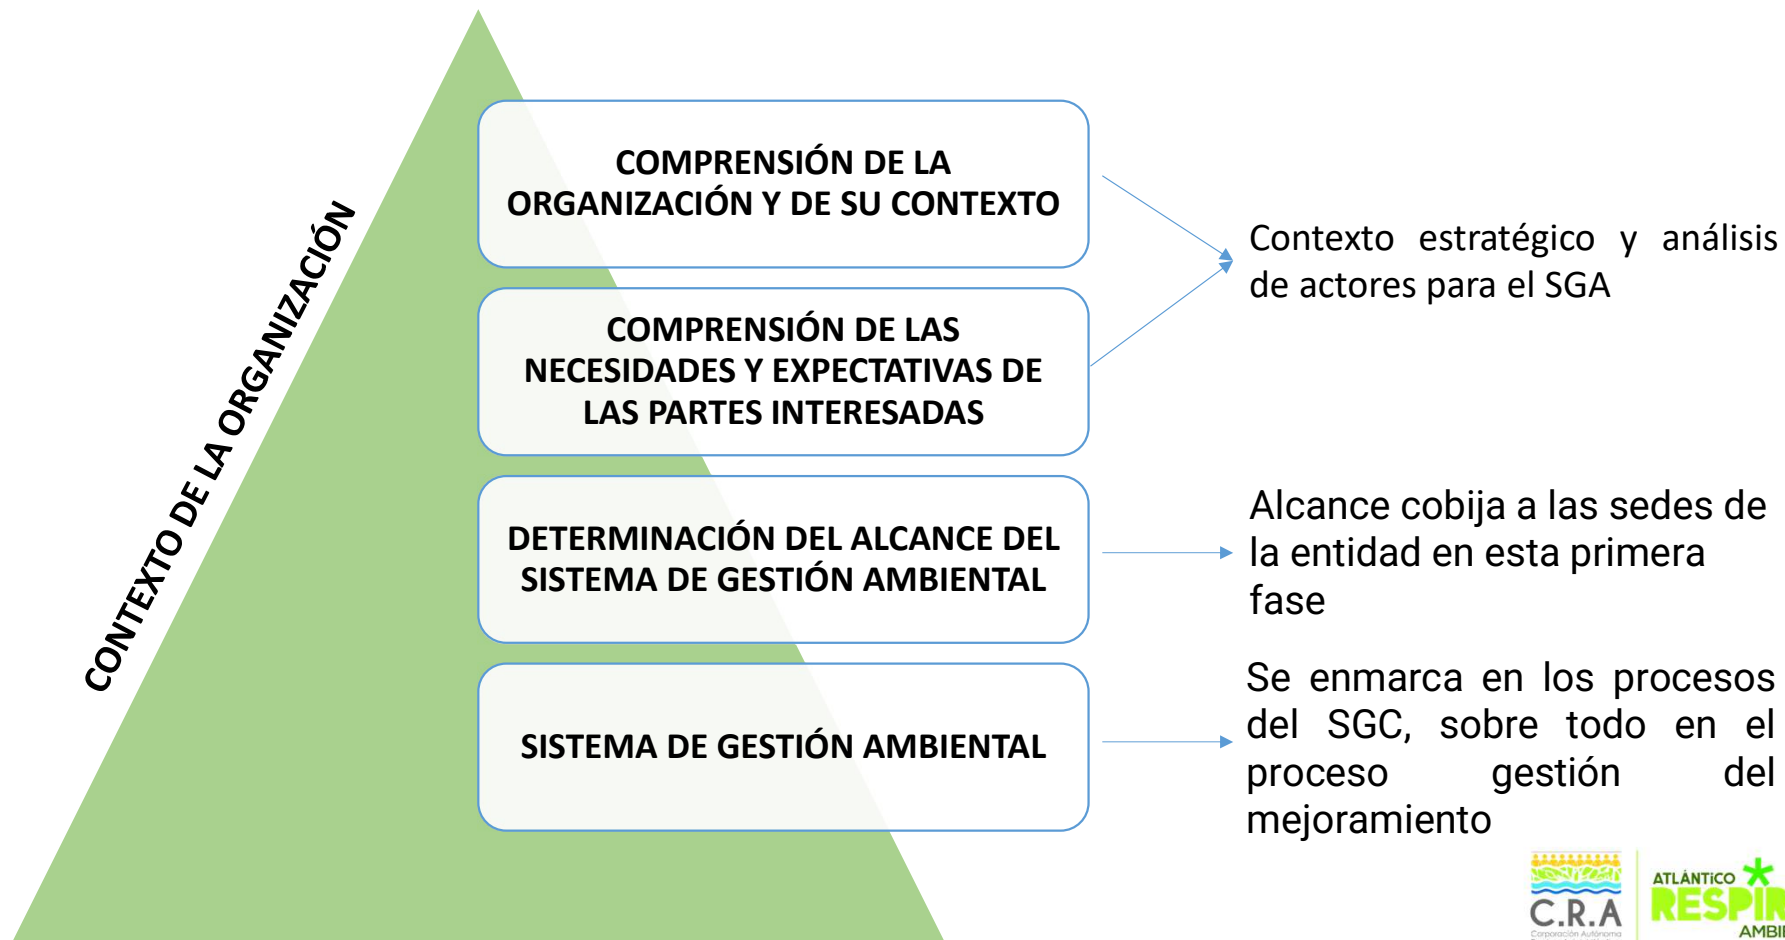 CONTEXTO DE LA ORGANIZACIÓN
COMPRENSIÓN DE LA
ORGANIZACIÓN Y DE SU CONTEXTO
COMPRENSIÓN DE LAS
NECESIDADES Y EXPECTATIVAS DE
LAS PARTES INTERESADAS
DETERMINACIÓN DEL ALCANCE DEL
SISTEMA DE GESTIÓN AMBIENTAL
SISTEMA DE GESTIÓN AMBIENTAL
Contexto estratégico y análisis
de actores para el SGA
Alcance cobija a las sedes de
la entidad en esta primera
fase
Se enmarca en los procesos
del SGC, sobre todo en el
proceso gestión del
mejoramiento
C.R.A
Corporación Autónoma
ATLÁNTICO
RESPIR
AMBI